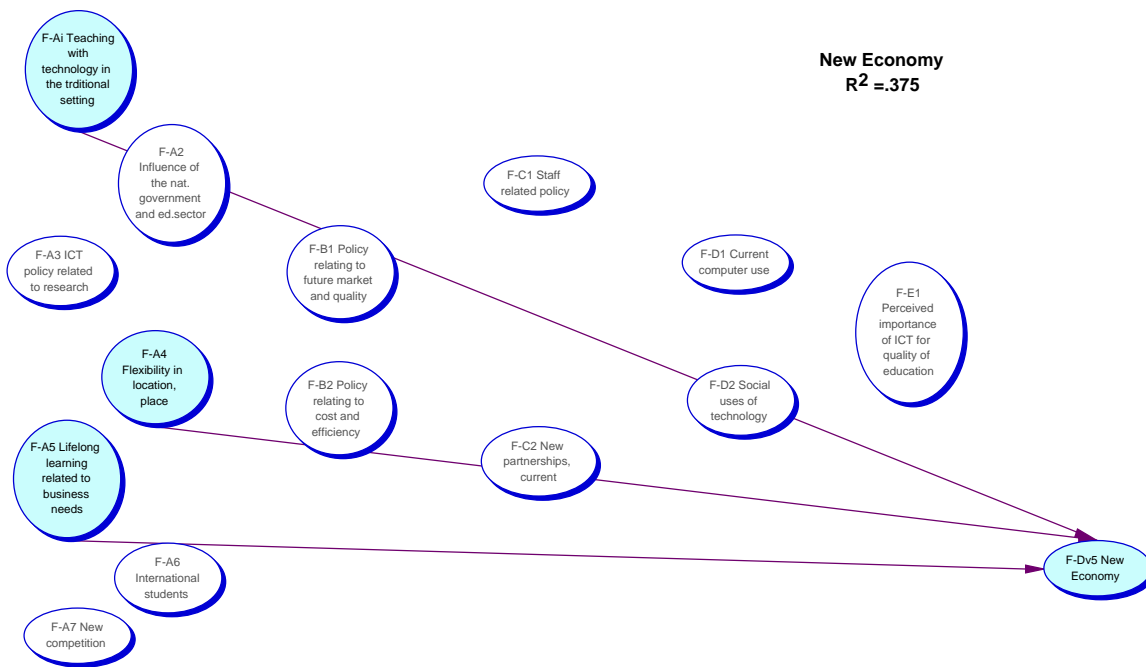 F-Ai Teaching
with
technology in
the trditional
setting
New Economy
R2 =.375
F-A2
Influence of
the nat.
government
and ed.sector
F-C1 Staff
related policy
F-A3 ICT
policy related
to research
F-B1 Policy
relating to
future market
and quality
F-D1 Current
computer use
F-E1
Perceived
importance
of ICT for
quality of
education
F-A4
Flexibility in
location,
place
F-B2 Policy
relating to
cost and
efficiency
F-D2 Social
uses of
technology
F-A5 Lifelong
learning
related to
business
needs
F-C2 New
partnerships,
current
F-A6
International
students
F-Dv5 New
Economy
F-A7 New
competition